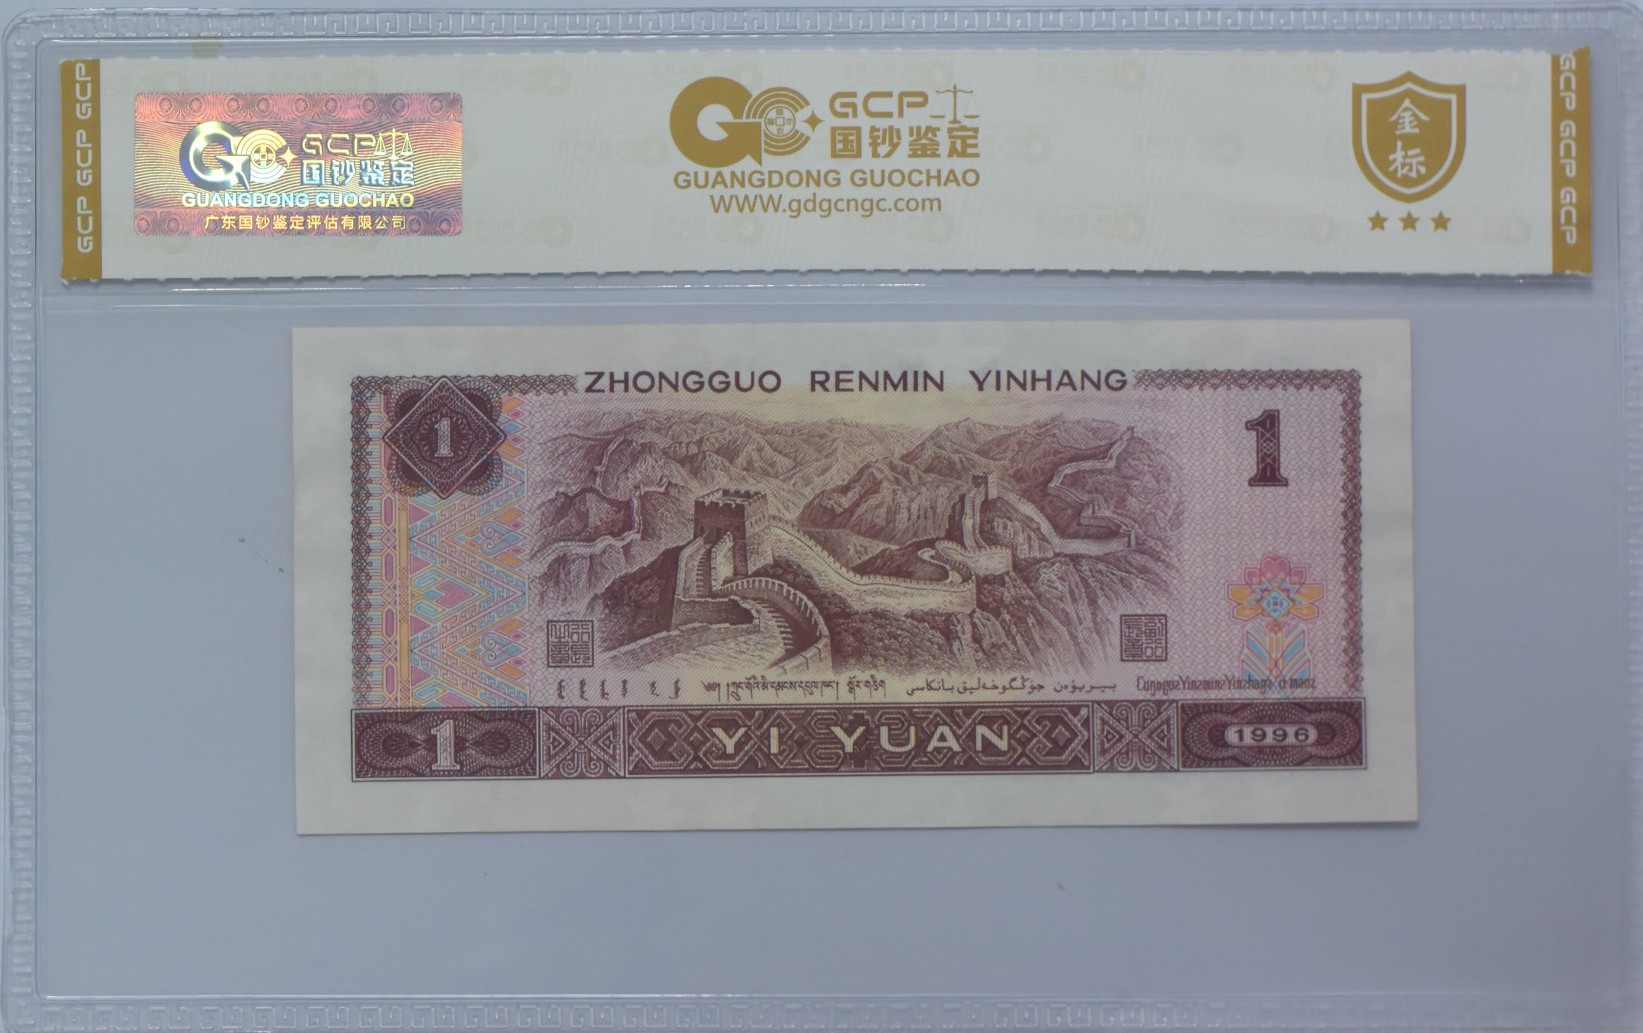 GCP GCP GCP
GCP
国钞鉴定
GUANGDONG GUOCHAO
广东国钞鉴定评估有限公司
GCP
国钞鉴定
GUANGDONG GUOCHAO
WWW.gdgcngc.com
金标
GCP GCP GCP
ZHONGGUO RENMIN YINHANG
1
1
1
YI YUAN
1996